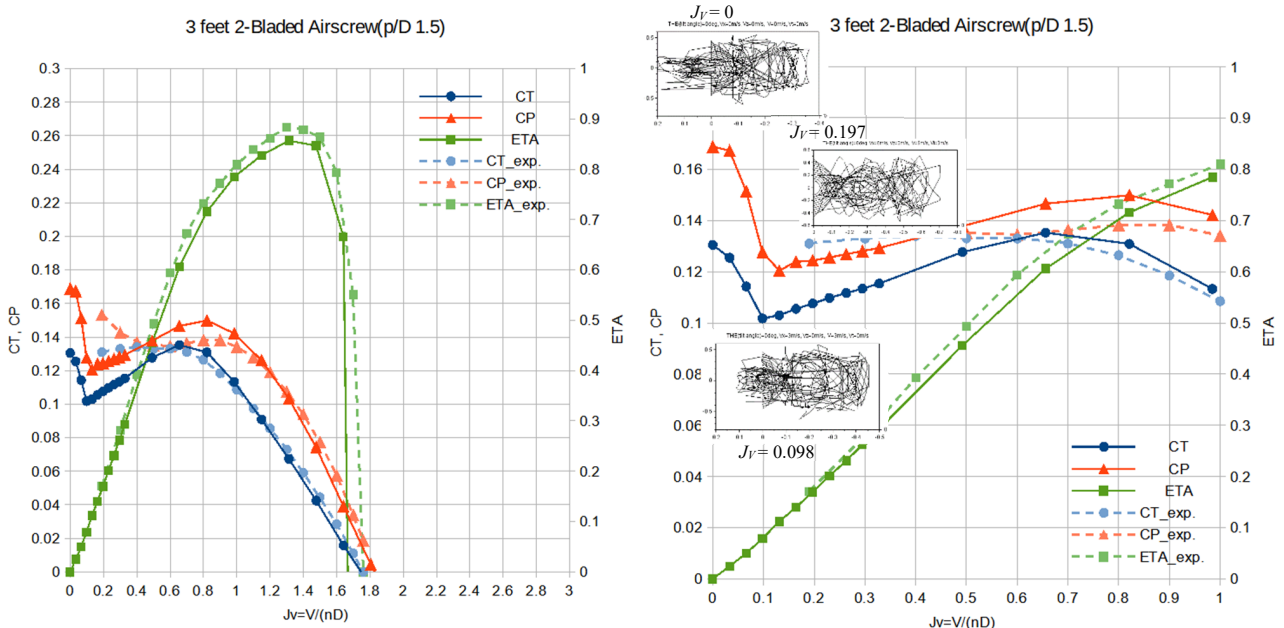 3 feet 2-Bladed Airscrew(p/D 1.5)
0.3
0.28
0.26
0.24
0.22
0.2
0.18
0.16
0.14
0.12
0.1
0.08
0.06
0.04
0.02
0
CT, CP
1
0.9
0.8
0.7
0.6
0.5
0.4
0.3
0.2
0.1
0
ETA
CT
CP
ETA
CT_exp.
CP_exp.
ETA_exp.
0 0.2 0.4 0.6 0.8 1 1.2 1.4 1.6 1.8 2 2.2 2.4 2.6 2.8 3
Jv=V/(nD)
3 feet 2-Bladed Airscrew(p/D 1.5)
J_V = 0
J_V = 0.197
J_V = 0.098
0.16
0.14
0.12
0.1
0.08
0.06
0.04
0.02
0
CT, CP
1
0.9
0.8
0.7
0.6
0.5
0.4
0.3
0.2
0.1
0
ETA
CT
CP
ETA
CT_exp.
CP_exp.
ETA_exp.
0 0.1 0.2 0.3 0.4 0.5 0.6 0.7 0.8 0.9 1
Jv=V/(nD)